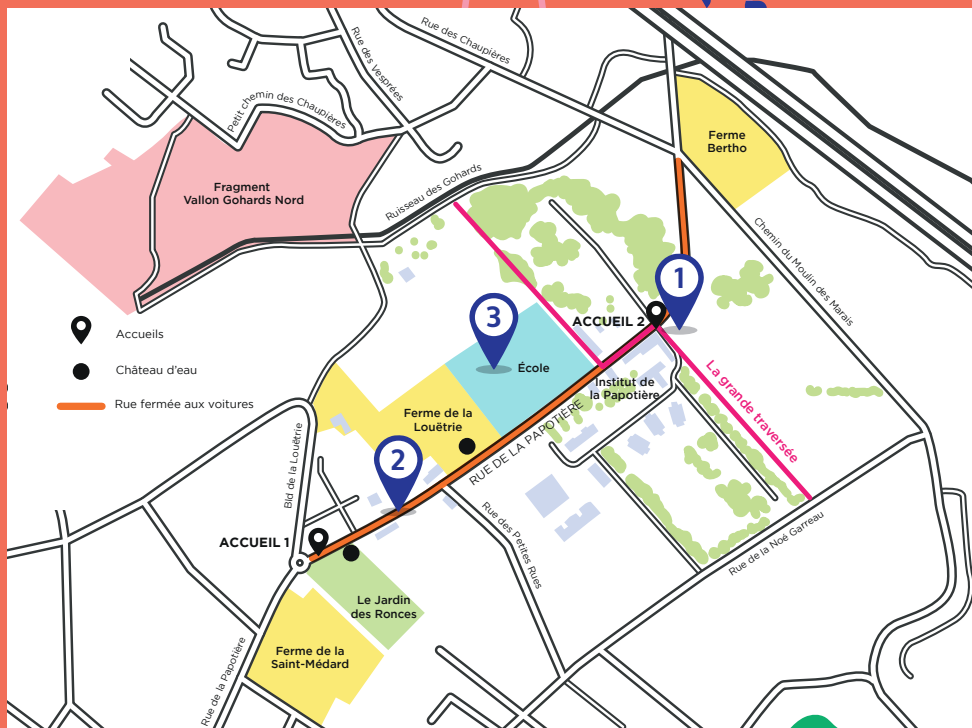 Rue des Chaupières
Rue des Vesprées
Petit chemin des Chaupières
Ferme
Bertho
Fragment
Vallon Gohards Nord
Ruisseau des Gohards
Chemin du Moulin des Marais
1
3
ACCUEIL 2
Accueils
Château d'eau
Rue fermée aux voitures
École
Institut de
la Papotière
La grande traversée
Ferme de la
Louëtrie
RUE DE LA PAPOTIÈRE
2
Bld de la Louëtrie
Rue des Petites Rues
Rue de la Noé Garreau
ACCUEIL 1
Le Jardin
des Ronces
Ferme de la
Saint-Médard
Rue de la Papotière